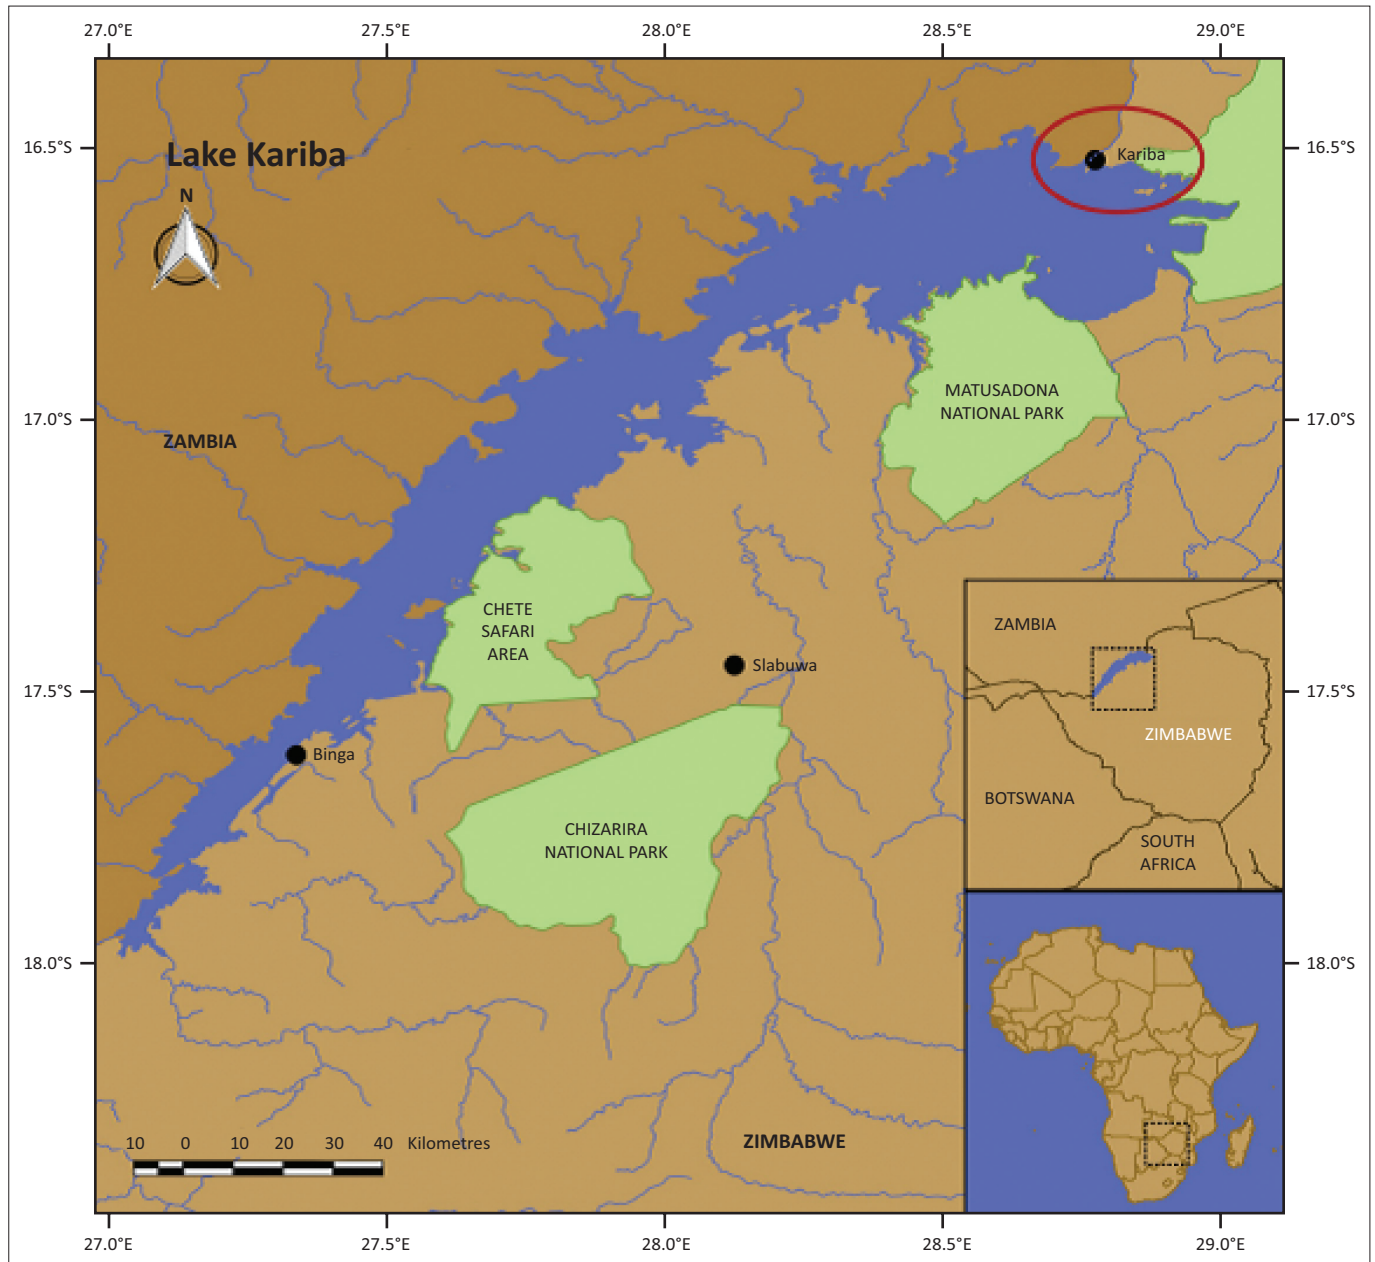 27.0°E
27.5°E
28.0°E
28.5°E
29.0°E
16.5°S
16.5°S
Lake Kariba
Kariba
N
MATUSADONA
NATIONAL PARK
17.0°S
17.0°S
ZAMBIA
CHETE
SAFARI
AREA
ZAMBIA
Slabuwa
17.5°S
17.5°S
ZIMBABWE
Binga
BOTSWANA
CHIZARIRA
NATIONAL PARK
SOUTH
AFRICA
18.0°S
18.0°S
10 0 10 20 30 40 Kilometres
ZIMBABWE
27.0°E
27.5°E
28.0°E
28.5°E
29.0°E